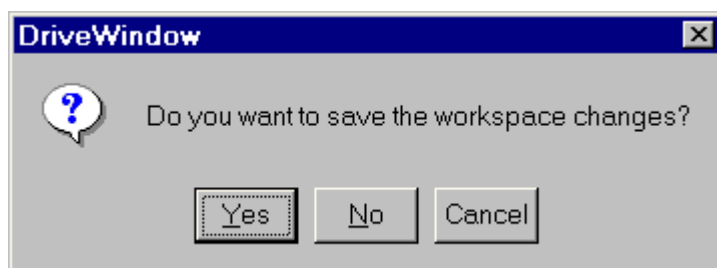 DriveWindow
Do you want to save the workspace changes?
Yes No Cancel